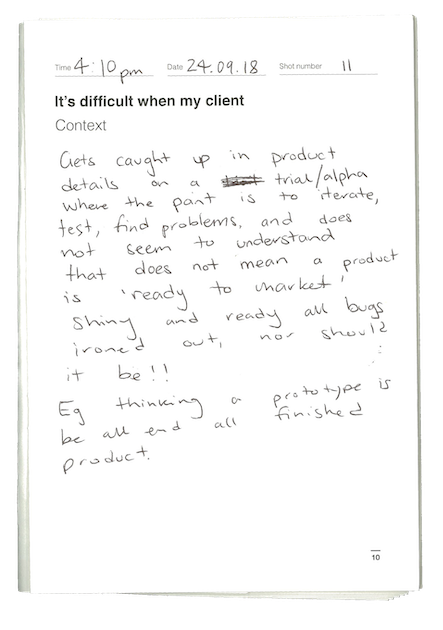 Time 4:10pm Date 24.09.18 Shot number 11
It's difficult when my client
Context
Gets caught up in product
details on a trial/alpha
where the point is to iterate,
test, find problems, and does
not seem to understand
that does not mean a product
is 'ready to market'
shiny and ready all bugs
ironed out, nor should
it be!!
Eg thinking a prototype is
be all end all finished
product.
10